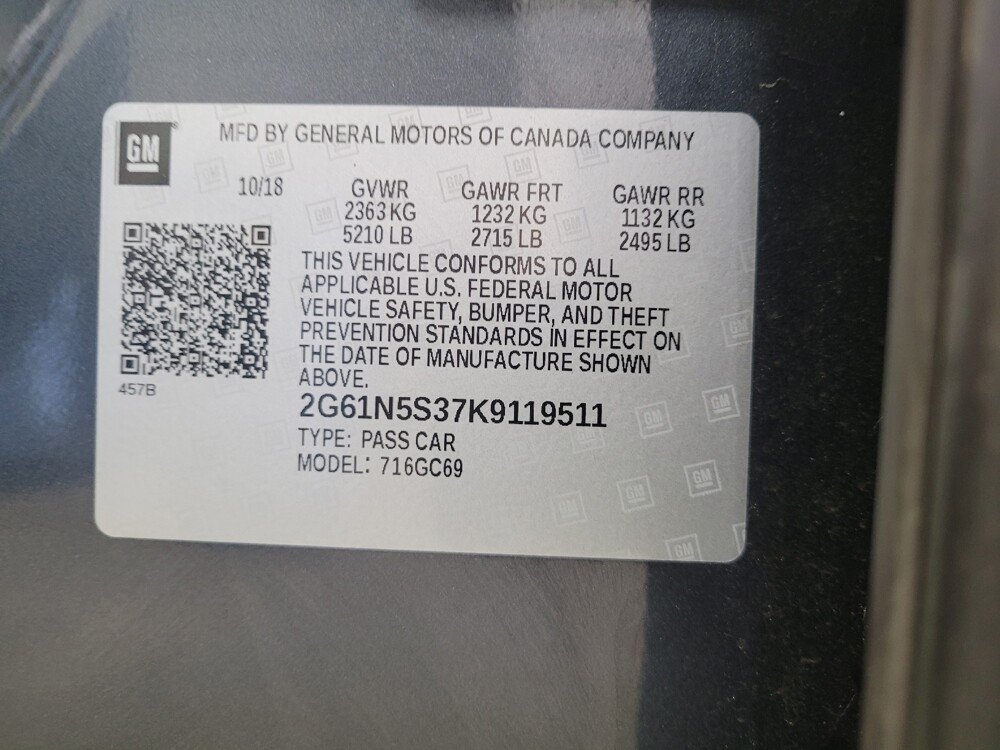 GM
MFD BY GENERAL MOTORS OF CANADA COMPANY
10/18 GVWR GAWR FRT GAWR RR
2363 KG 1232 KG 1132 KG
5210 LB 2715 LB 2495 LB
THIS VEHICLE CONFORMS TO ALL
APPLICABLE U.S. FEDERAL MOTOR
VEHICLE SAFETY, BUMPER, AND THEFT
PREVENTION STANDARDS IN EFFECT ON
THE DATE OF MANUFACTURE SHOWN
ABOVE.
457B
2G61N5S37K9119511
TYPE: PASS CAR
MODEL: 716GC69